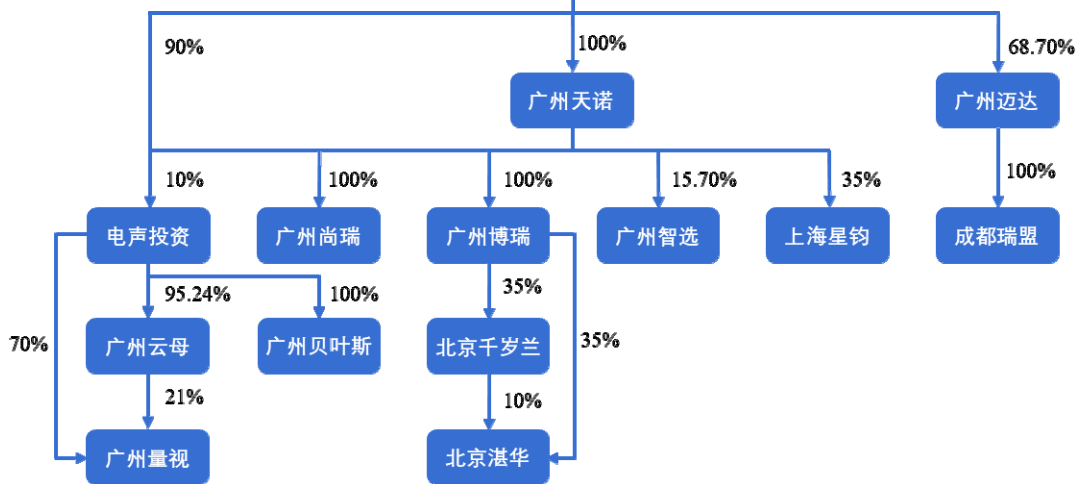 90%
100%
68.70%
广州天诺
广州迈达
10%
100%
100%
15.70%
35%
100%
电声投资
广州尚瑞
广州博瑞
广州智选
上海星钧
成都瑞盟
95.24%
100%
35%
70%
广州云母
广州贝叶斯
北京千岁兰
35%
21%
10%
广州量视
北京湛华